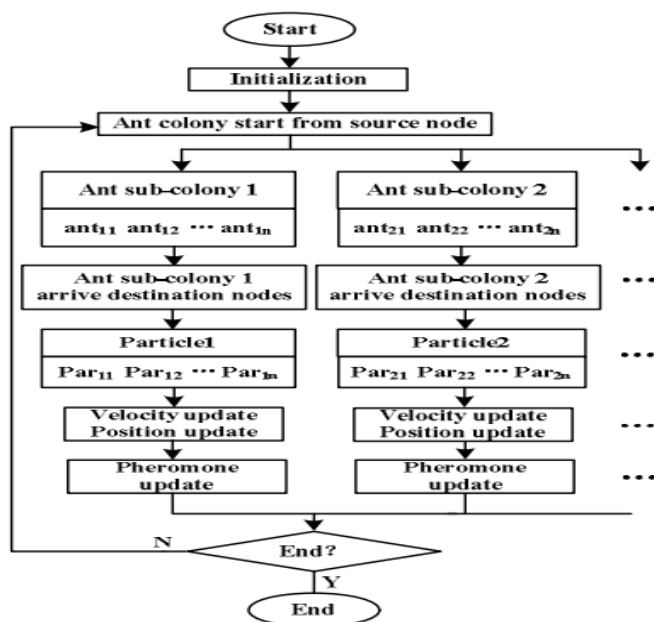 Start
Initialization
Ant colony start from source node
Ant sub-colony 1
ant₁₁ ant₁₂ ··· ant₁ₙ
Ant sub-colony 2
ant₂₁ ant₂₂ ··· ant₂ₙ
...
Ant sub-colony 1
arrive destination nodes
Ant sub-colony 2
arrive destination nodes
...
Particle1
Par₁₁ Par₁₂ ··· Par₁ₙ
Particle2
Par₂₁ Par₂₂ ··· Par₂ₙ
...
Velocity update
Position update
Velocity update
Position update
...
Pheromone
update
Pheromone
update
...
N
End?
Y
End